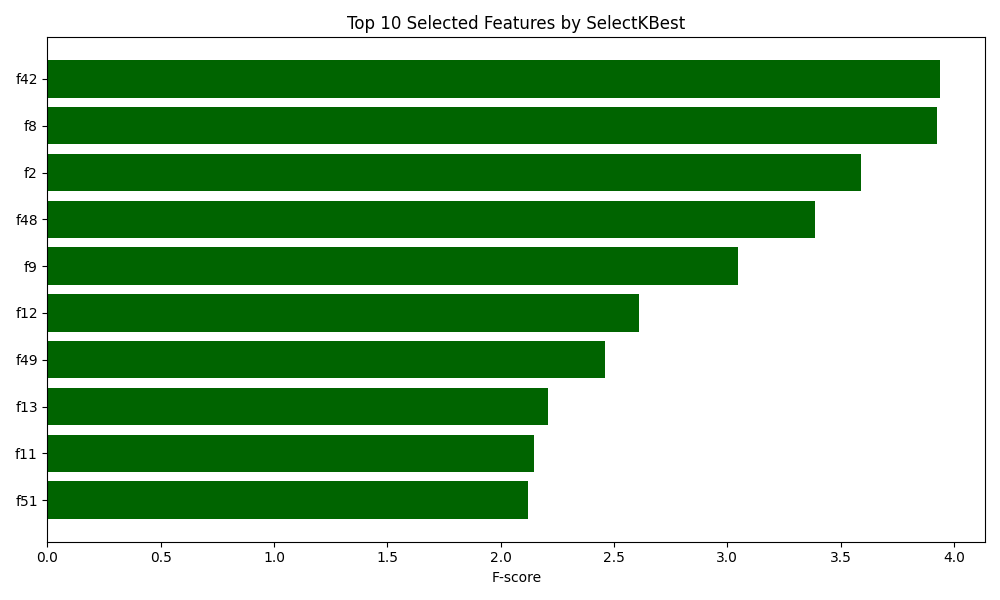 Top 10 Selected Features by SelectKBest
f42
f8
f2
f48
f9
f12
f49
f13
f11
f51
0.0 0.5 1.0 1.5 2.0 2.5 3.0 3.5 4.0
F-score